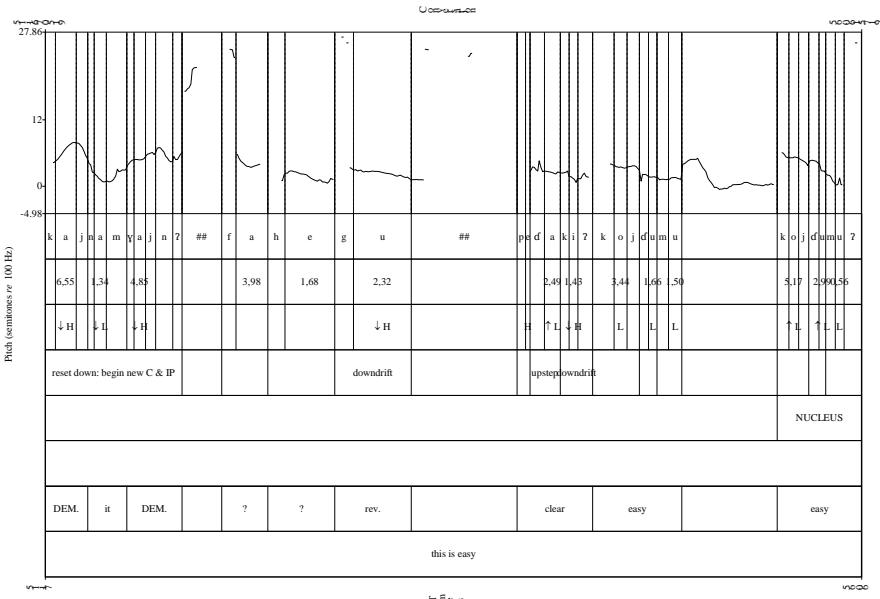 27.86
12
0
-4.98
Pitch (semitones re 100 Hz)
k a j n a m ɣ a j n ʔ ## f a h e g u ## p e ɗ a k i ʔ k o j ɗ u m u k o j ɗ u m u ʔ
6,55 1,34 4,85 3,98 1,68 2,32 2,49 1,43 3,44 1,66 1,50 5,17 2,99 0,56
↓H ↓L ↓H ↓H H ↑L ↓H L L L ↑L ↑L L
reset down: begin new C & IP downdrift upstep downdrift
NUCLEUS
DEM. it DEM. ? ? rev. clear easy easy
this is easy